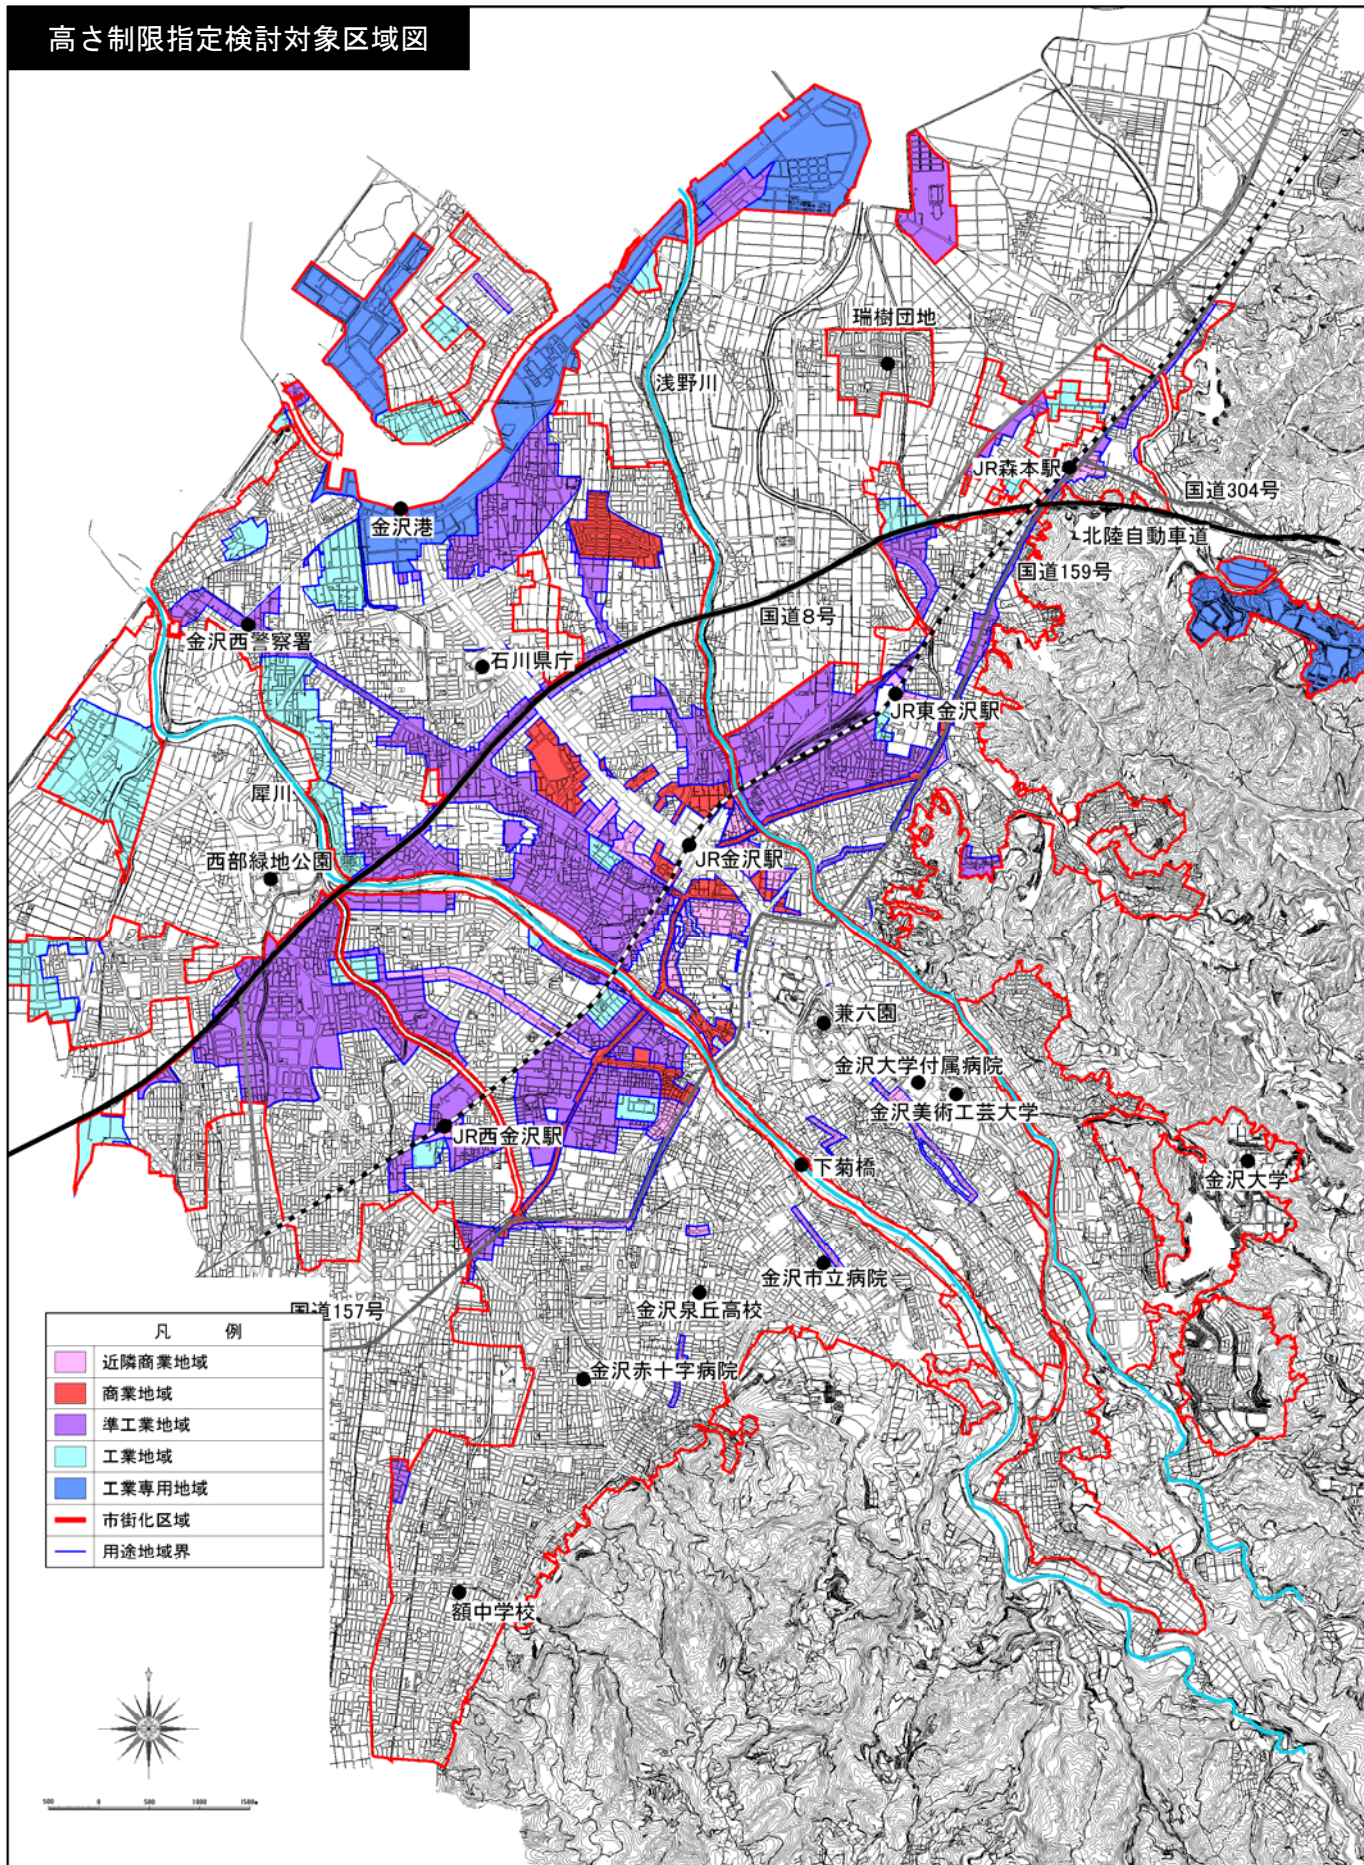 高さ制限指定検討対象区域図
瑞樹団地
浅野川
JR森本駅
国道304号
金沢港
北陸自動車道
国道159号
国道8号
金沢西警察署
石川県庁
JR東金沢駅
犀川
JR金沢駅
西部緑地公園
兼六園
金沢大学付属病院
金沢美術工芸大学
JR西金沢駅
下菊橋
金沢大学
金沢市立病院
国道157号
金沢泉丘高校
凡 例
近隣商業地域
金沢赤十字病院
商業地域
準工業地域
工業地域
工業専用地域
市街化区域
用途地域界
額中学校
500 0 500 1000 1500m